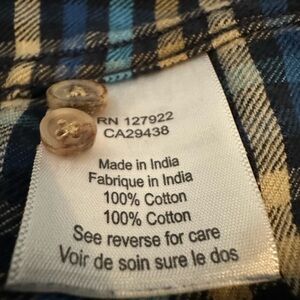 RN 127922
CA29438
Made in India
Fabrique in India
100% Cotton
100% Cotton
See reverse for care
Voir de soin sure le dos